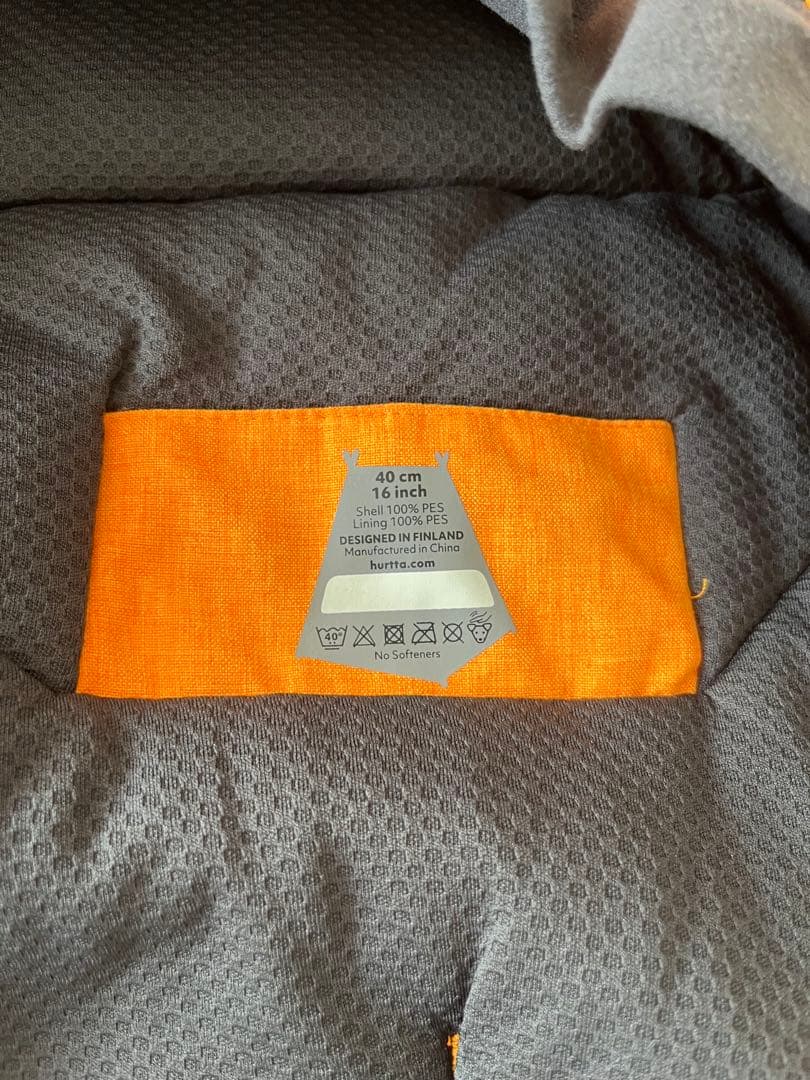 40 cm
16 inch
Shell 100% PES
Lining 100% PES
DESIGNED IN FINLAND
Manufactured in China
hurtta.com
40°
No Softeners